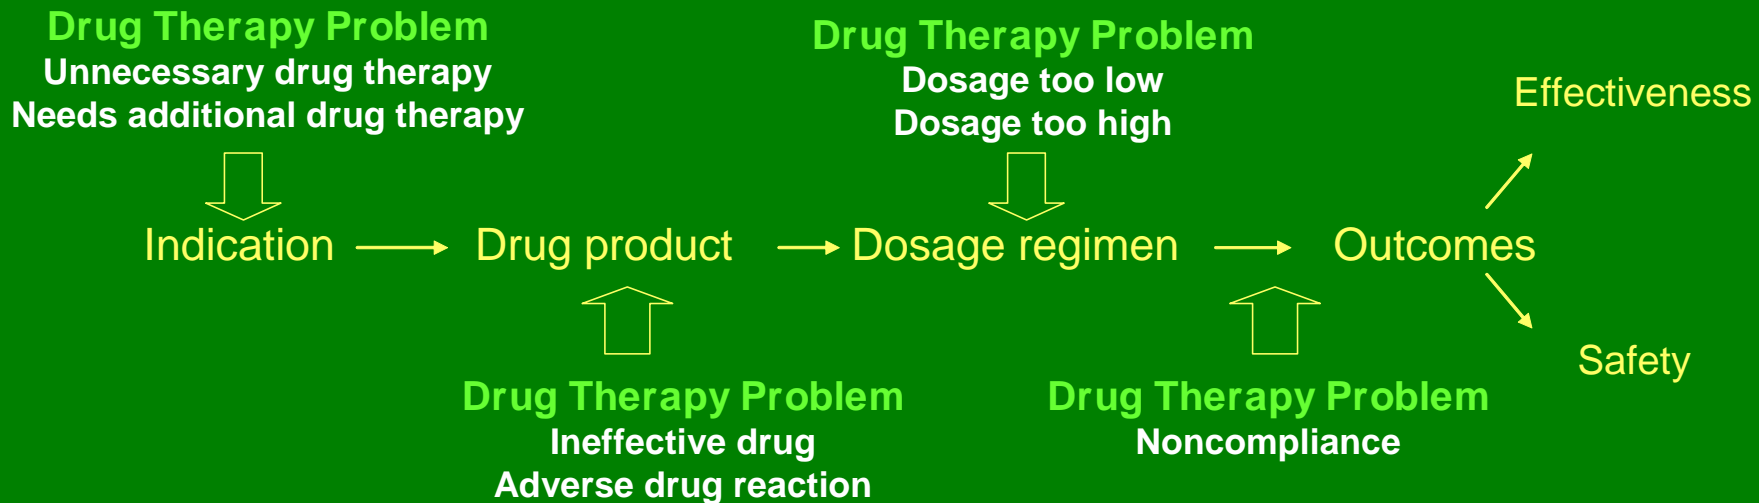 Drug Therapy Problem
Unnecessary drug therapy
Needs additional drug therapy
Drug Therapy Problem
Dosage too low
Dosage too high
Effectiveness
Indication
Drug product
Dosage regimen
Outcomes
Safety
Drug Therapy Problem
Ineffective drug
Adverse drug reaction
Drug Therapy Problem
Noncompliance